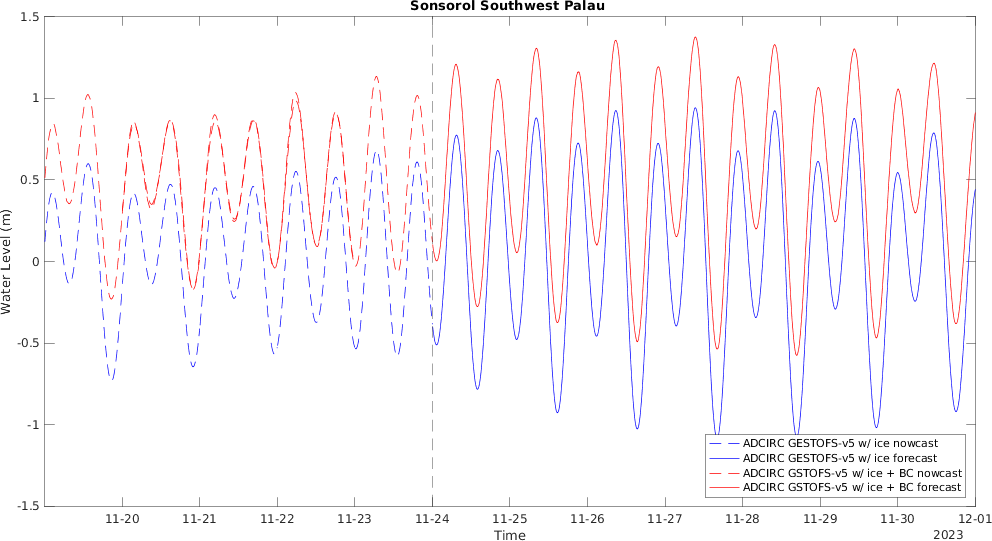 Sonsorol Southwest Palau
1.5
1
0.5
0
-0.5
-1
-1.5
Water Level (m)
11-20
11-21
11-22
11-23
11-24
11-25
11-26
11-27
11-28
11-29
11-30
12-01
Time
2023
ADCIRC GESTOFS-v5 w/ ice nowcast
ADCIRC GESTOFS-v5 w/ ice forecast
ADCIRC GSTOFS-v5 w/ ice + BC nowcast
ADCIRC GSTOFS-v5 w/ ice + BC forecast